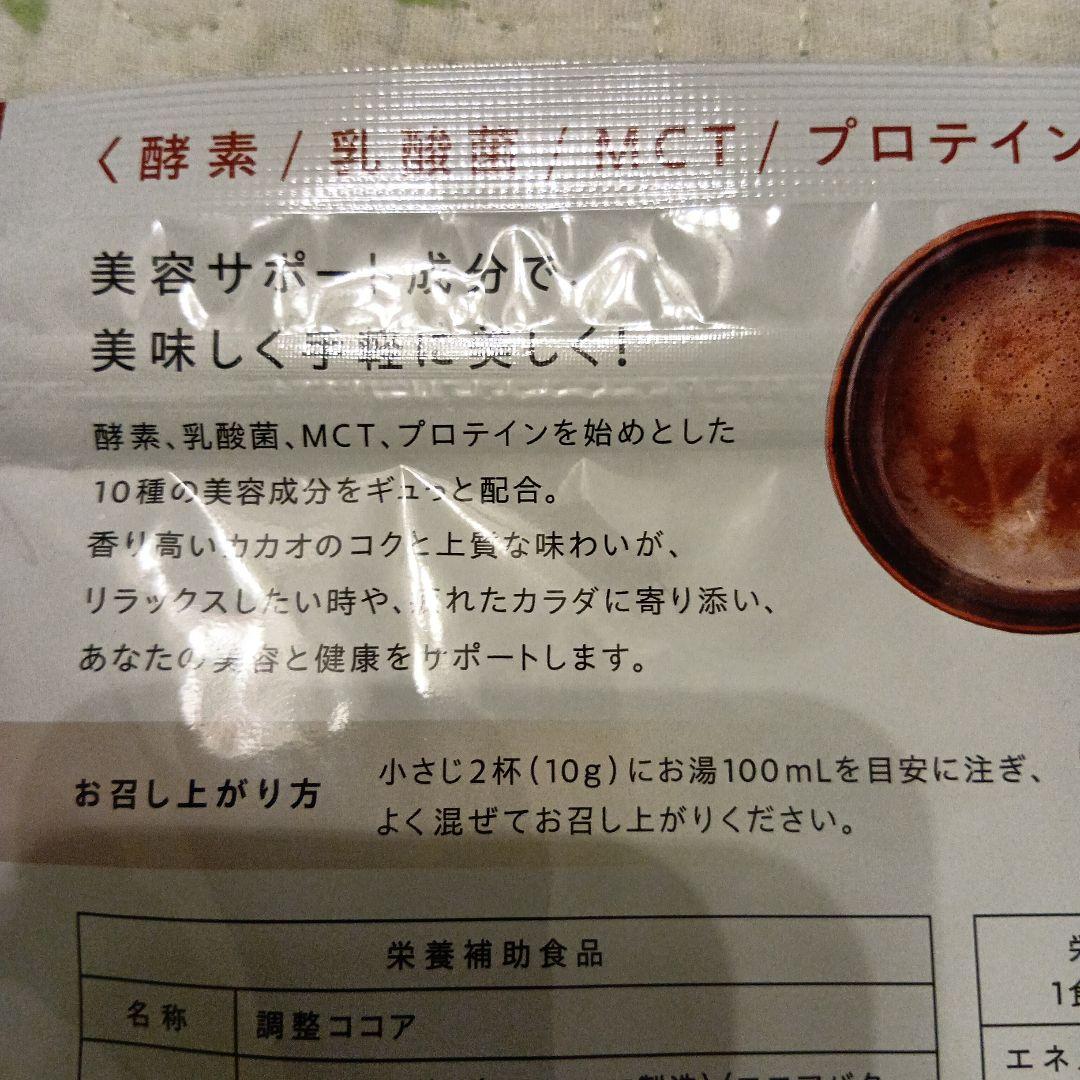 〈酵素/乳酸菌/MCT/プロテイン
美容サポート成分で、
美味しく手軽に美しく!
酵素、乳酸菌、MCT、プロテインを始めとした
10種の美容成分をギュっと配合。
香り高いカカオのコクと上質な味わいが、
リラックスしたい時や、疲れたカラダに寄り添い、
あなたの美容と健康をサポートします。
お召し上がり方
小さじ2杯(10g)にお湯100mLを目安に注ぎ、
よく混ぜてお召し上がりください。
栄養補助食品
名称 調整ココア
栄
1食
エネ